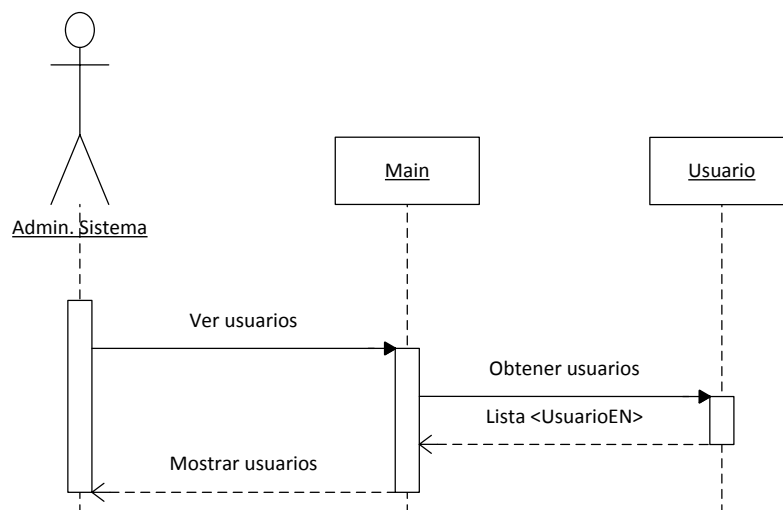 Main
Usuario
Admin. Sistema
Ver usuarios
Obtener usuarios
Lista <UsuarioEN>
Mostrar usuarios